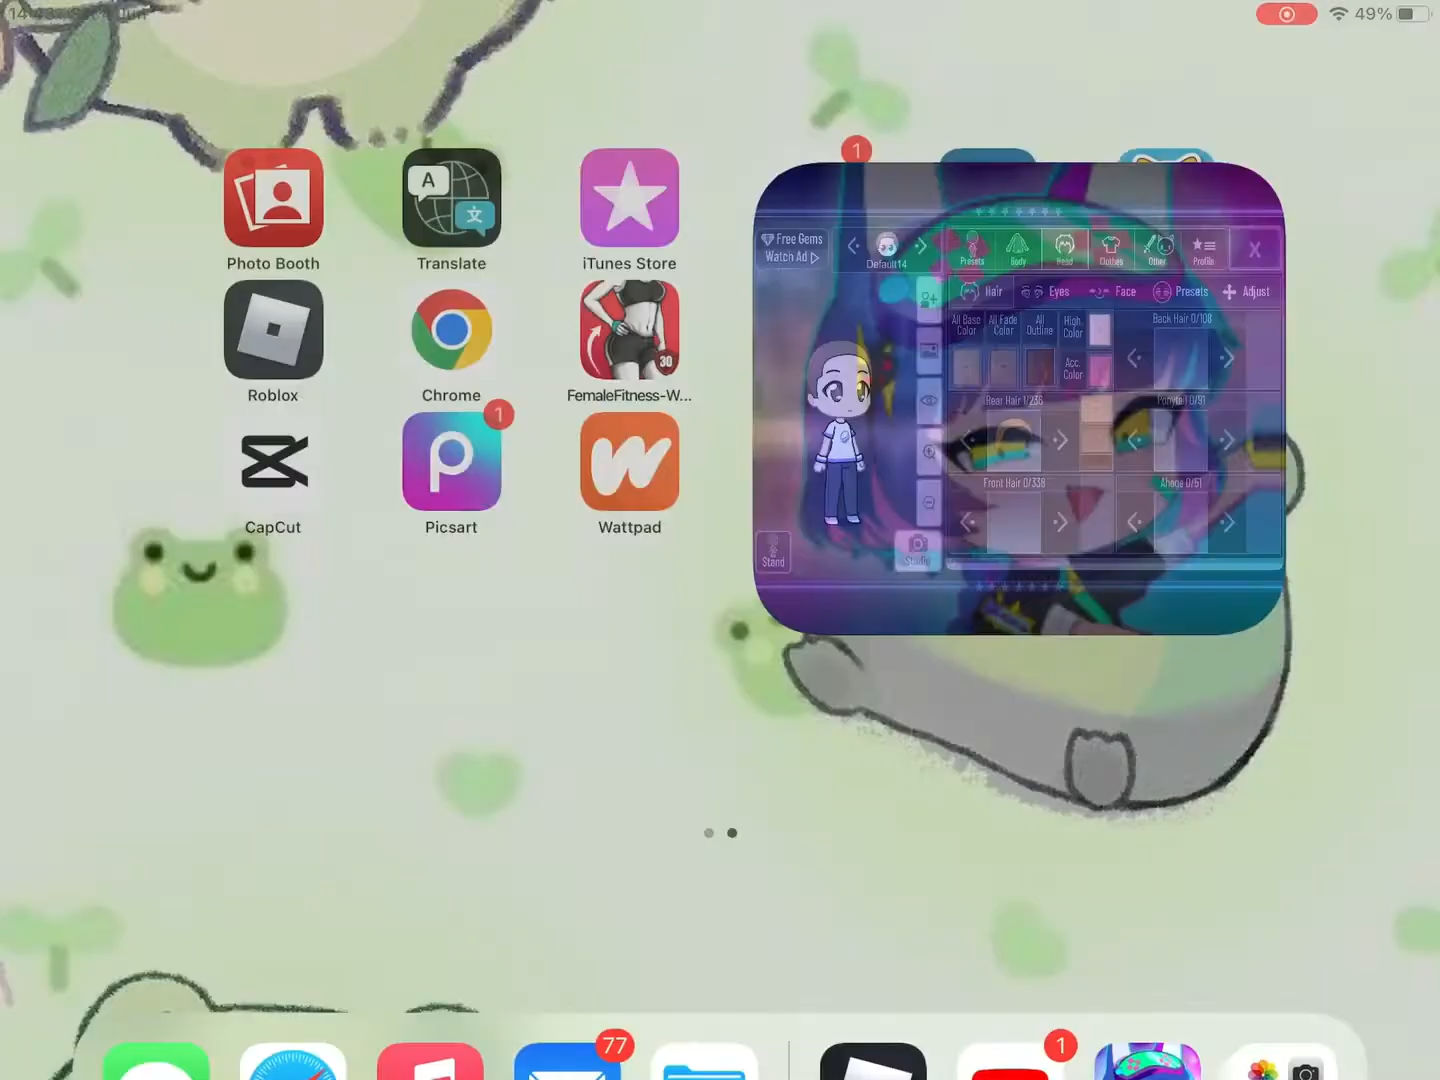 49%
1
A
文
Photo Booth
Translate
iTunes Store
30
Roblox
Chrome
FemaleFitness-W...
1
CapCut
Picsart
Wattpad
Free Gems
Watch Ad
Default14
Presets
Body
Head
Clothes
Other
Profile
X
Hair
Eyes
Face
Presets
Adjust
All Base
Color
All Fade
Color
All
Outline
High
Color
Back Hair 0/108
Acc.
Color
Rear Hair 1/236
Ponytail 0/91
Front Hair 0/338
Ahoge 0/51
Stand
Studio
77
1